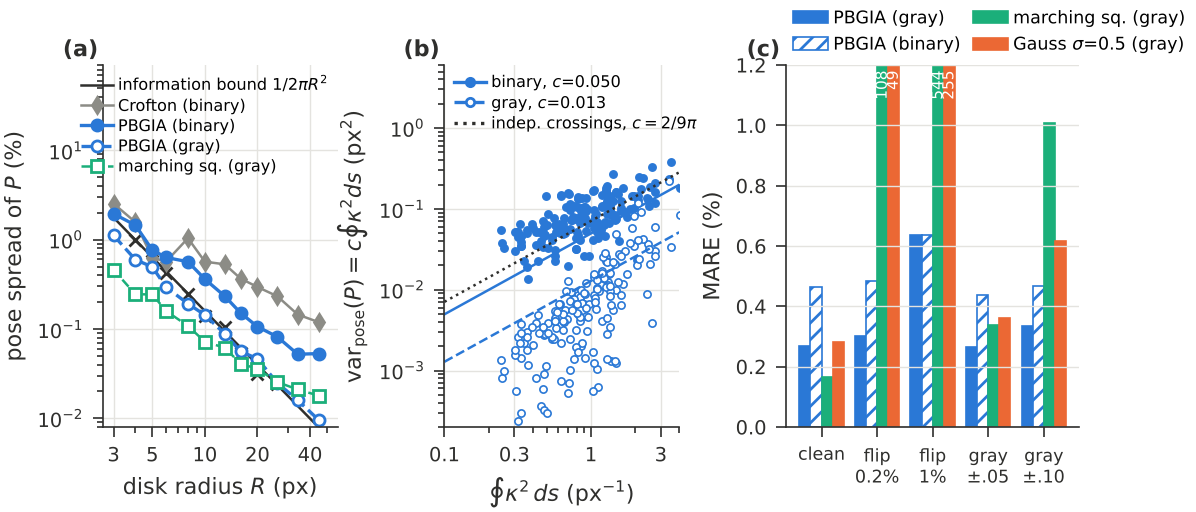 (a)
information bound 1/2πR²
Crofton (binary)
PBGIA (binary)
PBGIA (gray)
marching sq. (gray)
pose spread of P (%)
10¹
10⁰
10⁻¹
10⁻²
3
5
10
20
40
disk radius R (px)
(b)
binary, c=0.050
gray, c=0.013
indep. crossings, c = 2/9π
var_pose(P) = c∮κ²ds (px²)
10⁰
10⁻¹
10⁻²
10⁻³
0.1
0.3
1
3
∮κ² ds (px⁻¹)
PBGIA (gray)
PBGIA (binary)
marching sq. (gray)
Gauss σ=0.5 (gray)
(c)
MARE (%)
1.2
1.0
0.8
0.6
0.4
0.2
0.0
108
49
544
255
clean
flip
0.2%
flip
1%
gray
±.05
gray
±.10